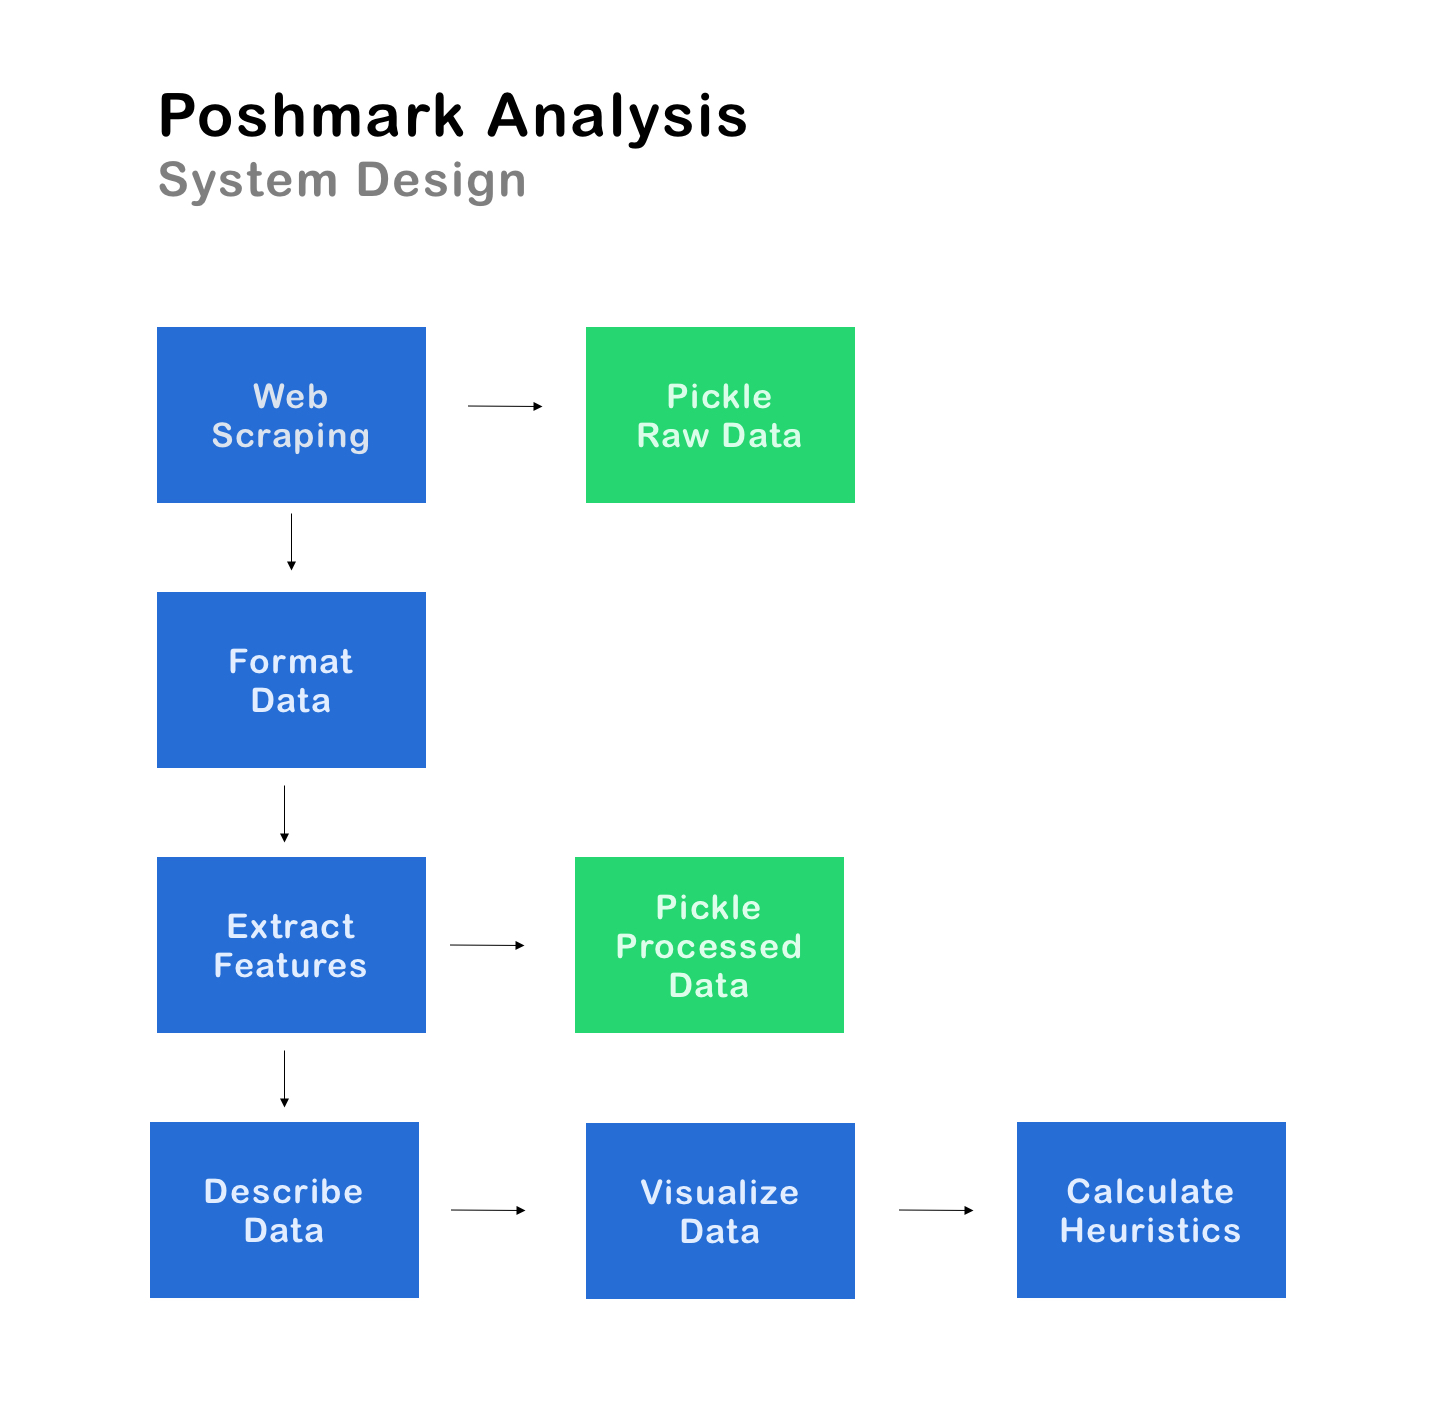 Poshmark Analysis
System Design
Web
Scraping
Pickle
Raw Data
Format
Data
Extract
Features
Pickle
Processed
Data
Describe
Data
Visualize
Data
Calculate
Heuristics